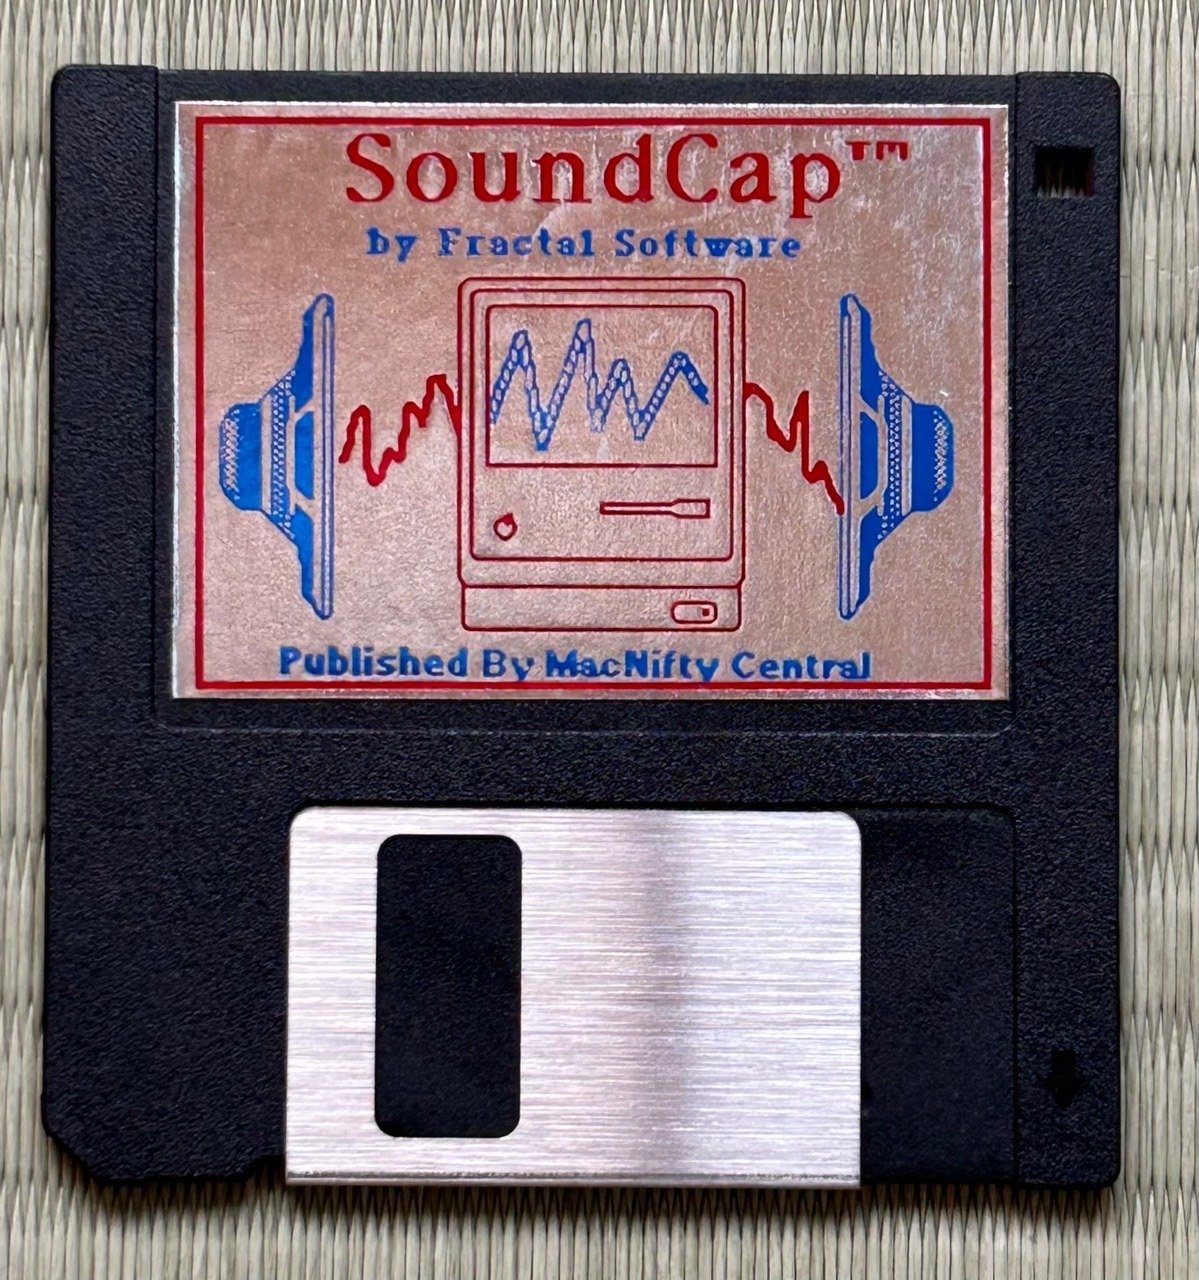 SoundCap™
by Fractal Software
Published By MacNifty Central